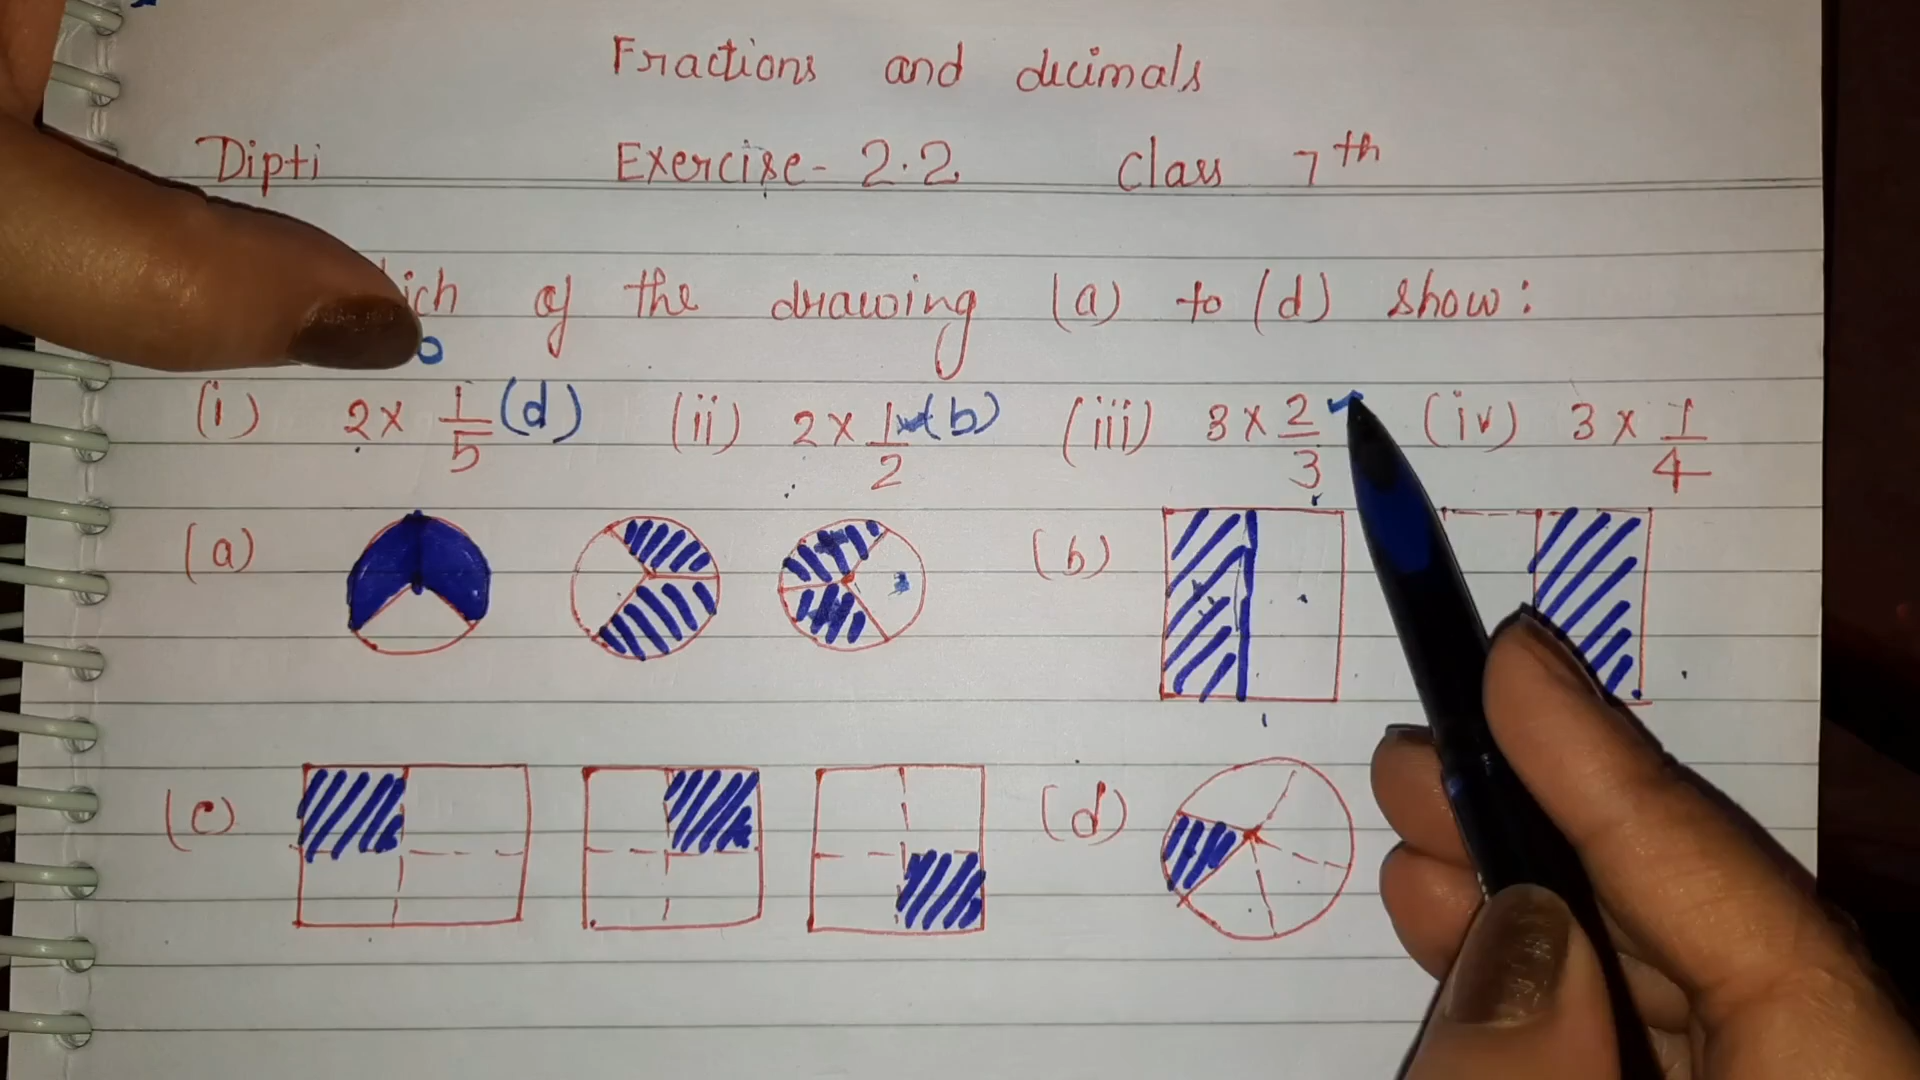 Fractions and decimals
Dipti Exercise- 2.2 Class 7th
of the drawing (a) to (d) show:
(i) 2 × 1/5 (d) (ii) 2 × 1/2 (b) (iii) 3 × 2/3 (iv) 3 × 1/4
(a) (b)
(c) (d)